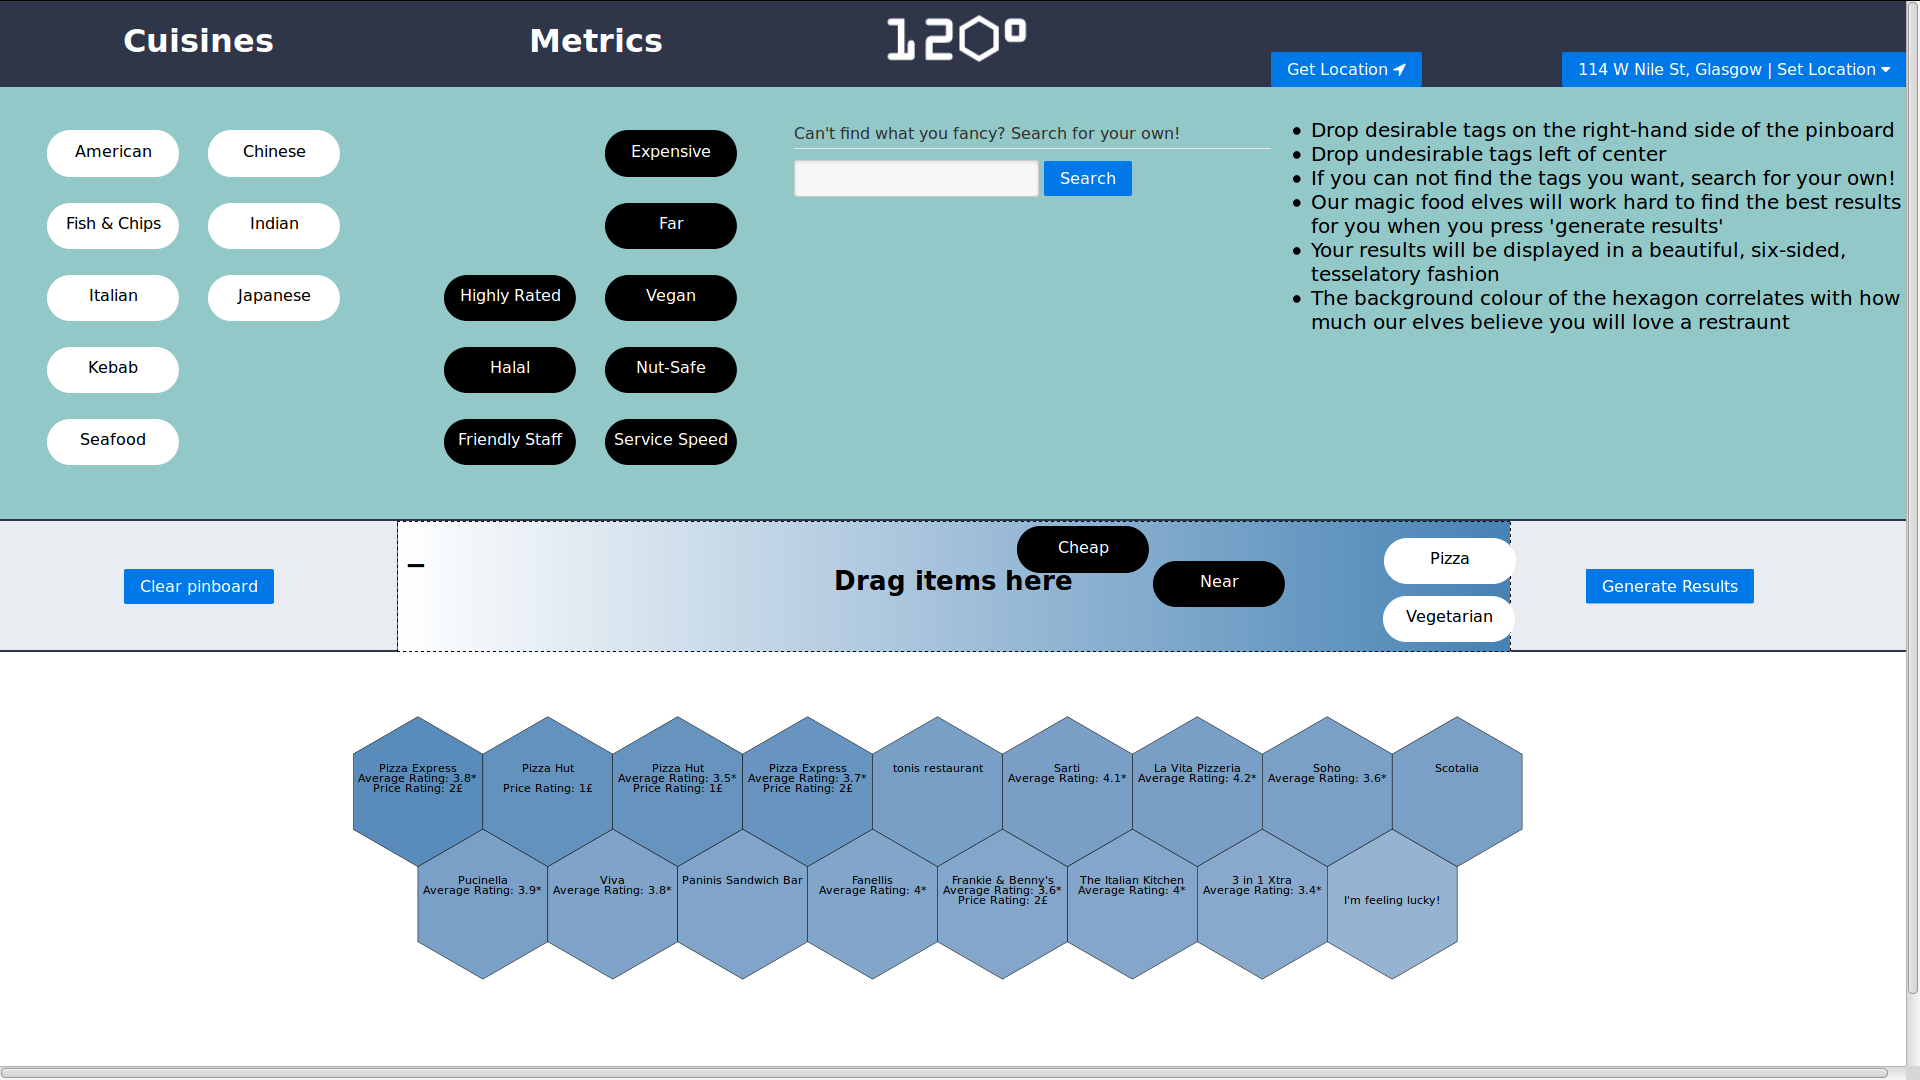 Cuisines
Metrics
120°
Get Location
114 W Nile St, Glasgow | Set Location
American
Chinese
Fish & Chips
Indian
Italian
Japanese
Kebab
Seafood
Expensive
Far
Highly Rated
Vegan
Halal
Nut-Safe
Friendly Staff
Service Speed
Can't find what you fancy? Search for your own!
Search
• Drop desirable tags on the right-hand side of the pinboard
• Drop undesirable tags left of center
• If you can not find the tags you want, search for your own!
• Our magic food elves will work hard to find the best results
for you when you press 'generate results'
• Your results will be displayed in a beautiful, six-sided,
tesselatory fashion
• The background colour of the hexagon correlates with how
much our elves believe you will love a restraunt
Clear pinboard
–
Drag items here
Cheap
Near
Pizza
Vegetarian
Generate Results
Pizza Express
Average Rating: 3.8*
Price Rating: 2£
Pizza Hut
Price Rating: 1£
Pizza Hut
Average Rating: 3.5*
Price Rating: 1£
Pizza Express
Average Rating: 3.7*
Price Rating: 2£
tonis restaurant
Sarti
Average Rating: 4.1*
La Vita Pizzeria
Average Rating: 4.2*
Soho
Average Rating: 3.6*
Scotalia
Pucinella
Average Rating: 3.9*
Viva
Average Rating: 3.8*
Paninis Sandwich Bar
Fanellis
Average Rating: 4*
Frankie & Benny's
Average Rating: 3.6*
Price Rating: 2£
The Italian Kitchen
Average Rating: 4*
3 in 1 Xtra
Average Rating: 3.4*
I'm feeling lucky!